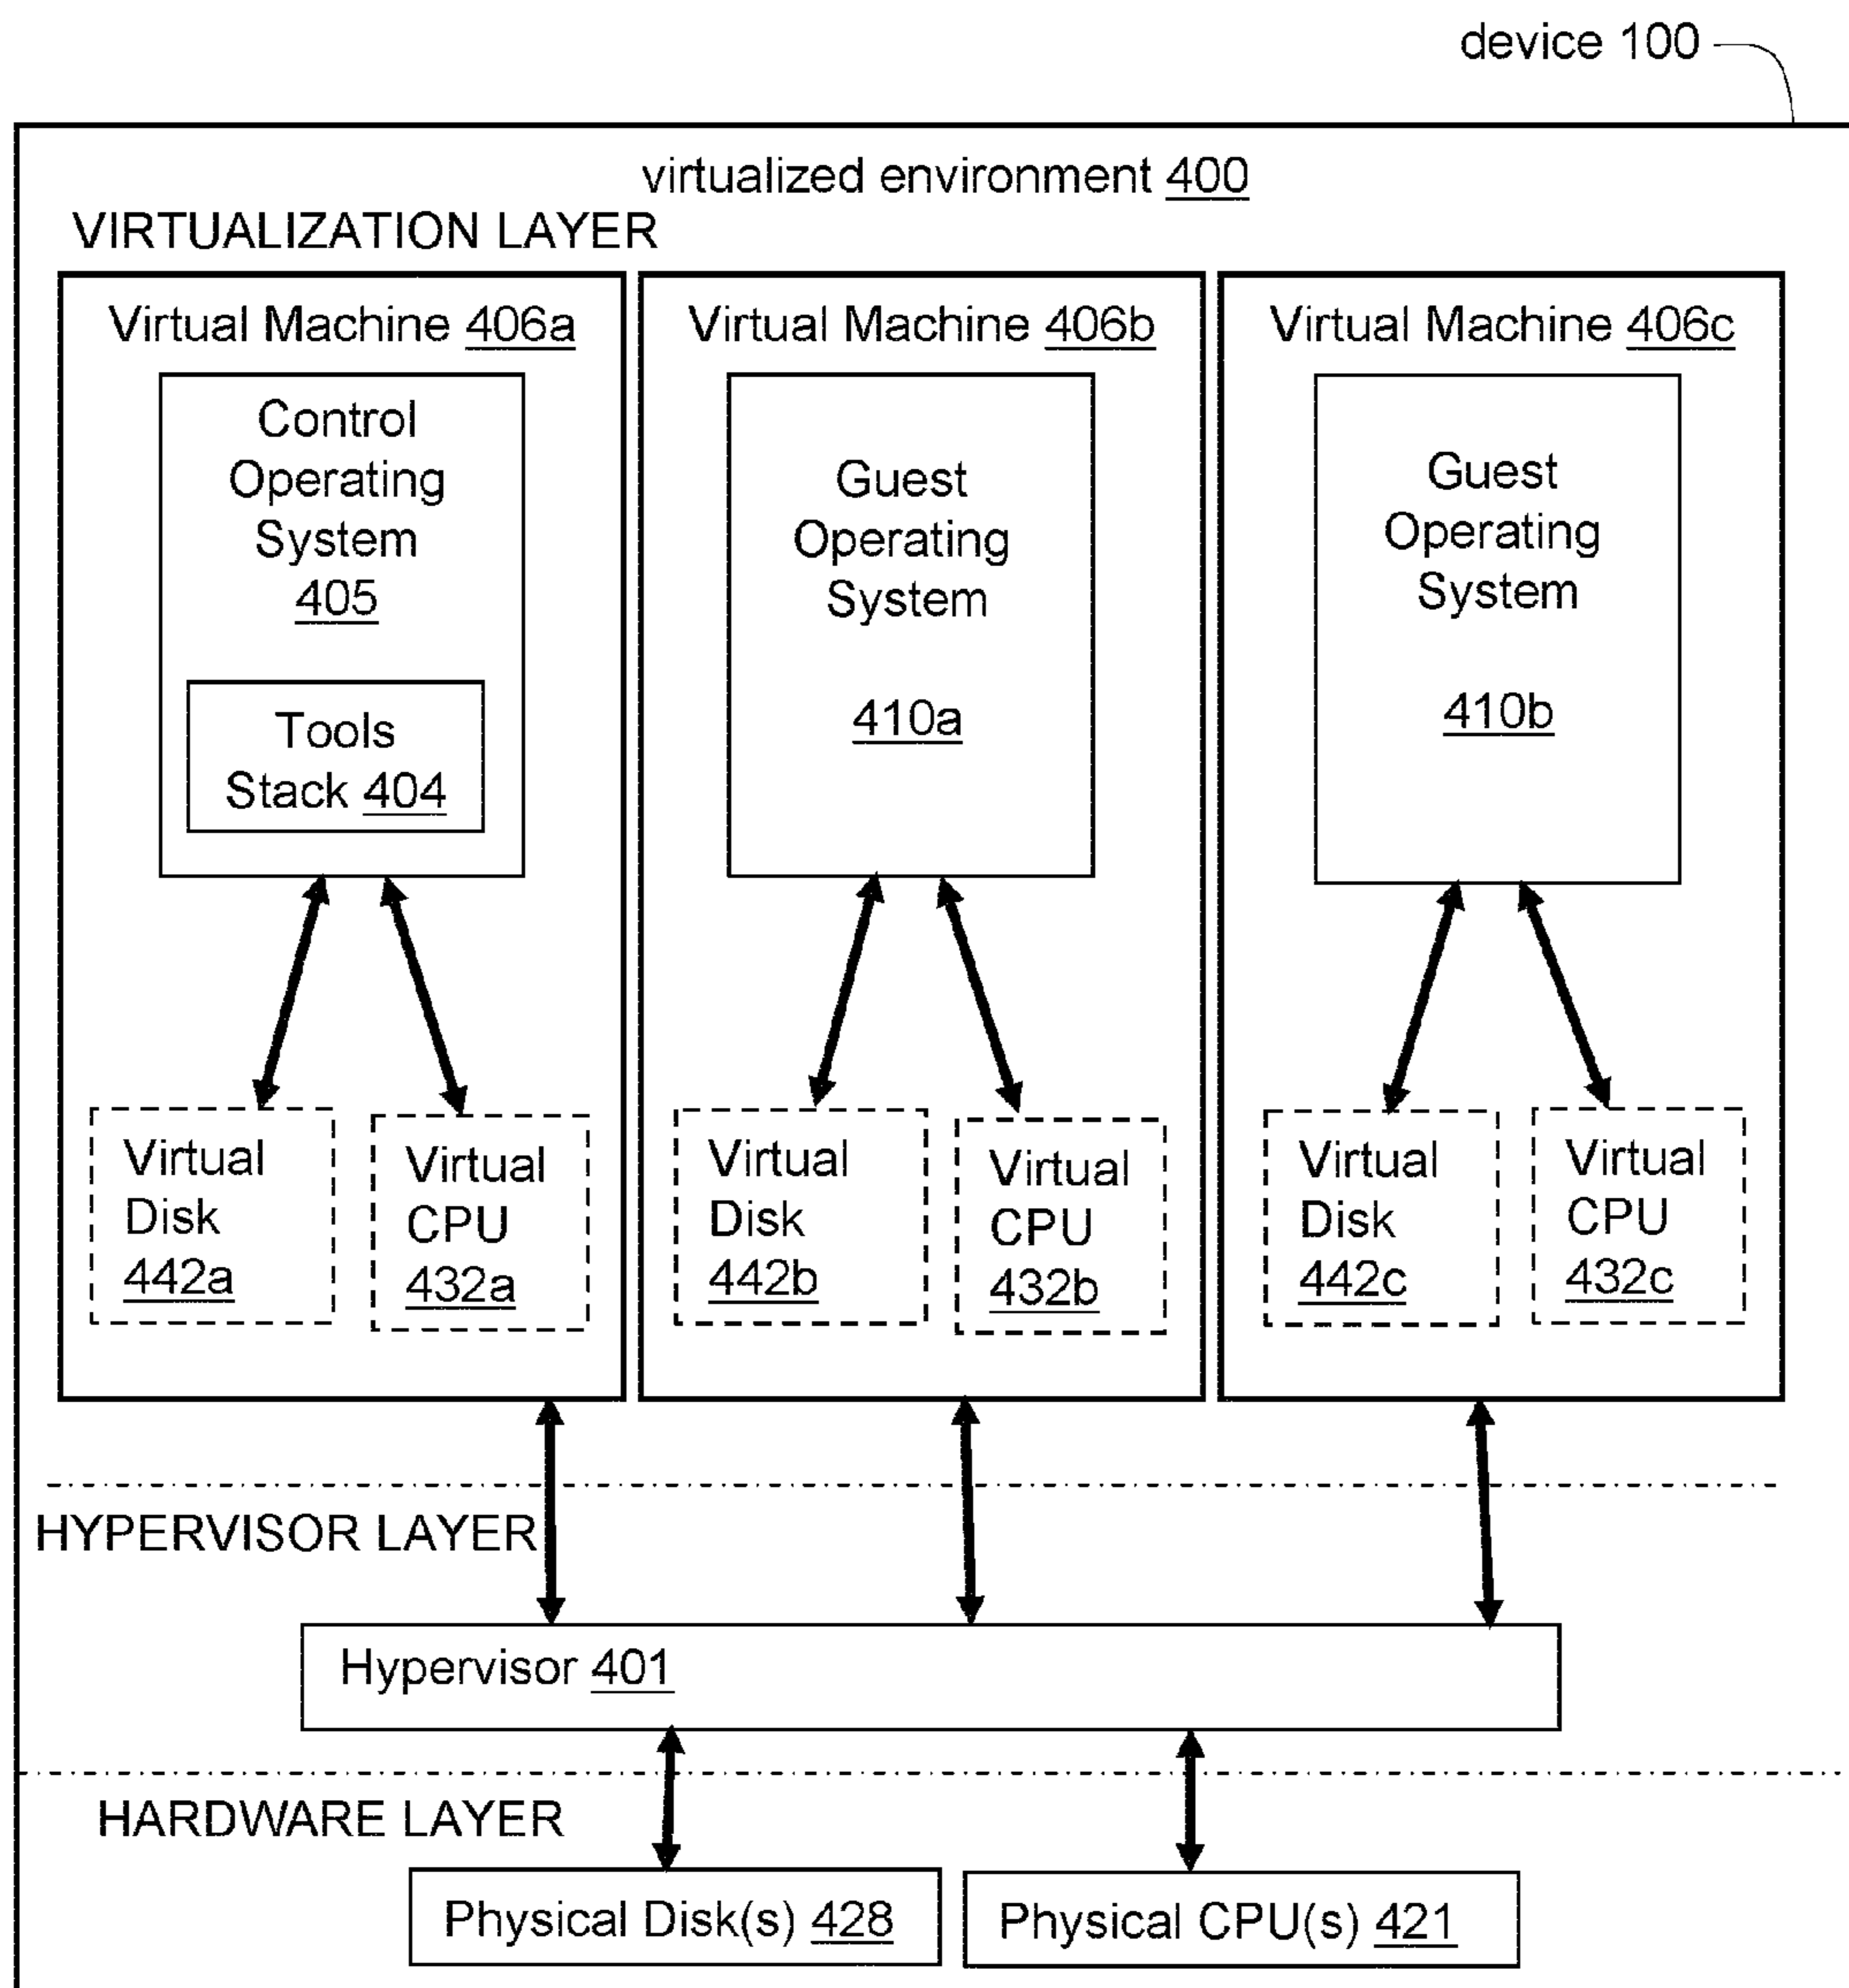 device 100
virtualized environment 400
VIRTUALIZATION LAYER
Virtual Machine 406a
Control
Operating
System
405
Tools
Stack 404
Virtual
Disk
442a
Virtual
CPU
432a
Virtual Machine 406b
Guest
Operating
System
410a
Virtual
Disk
442b
Virtual
CPU
432b
Virtual Machine 406c
Guest
Operating
System
410b
Virtual
Disk
442c
Virtual
CPU
432c
HYPERVISOR LAYER
Hypervisor 401
HARDWARE LAYER
Physical Disk(s) 428
Physical CPU(s) 421